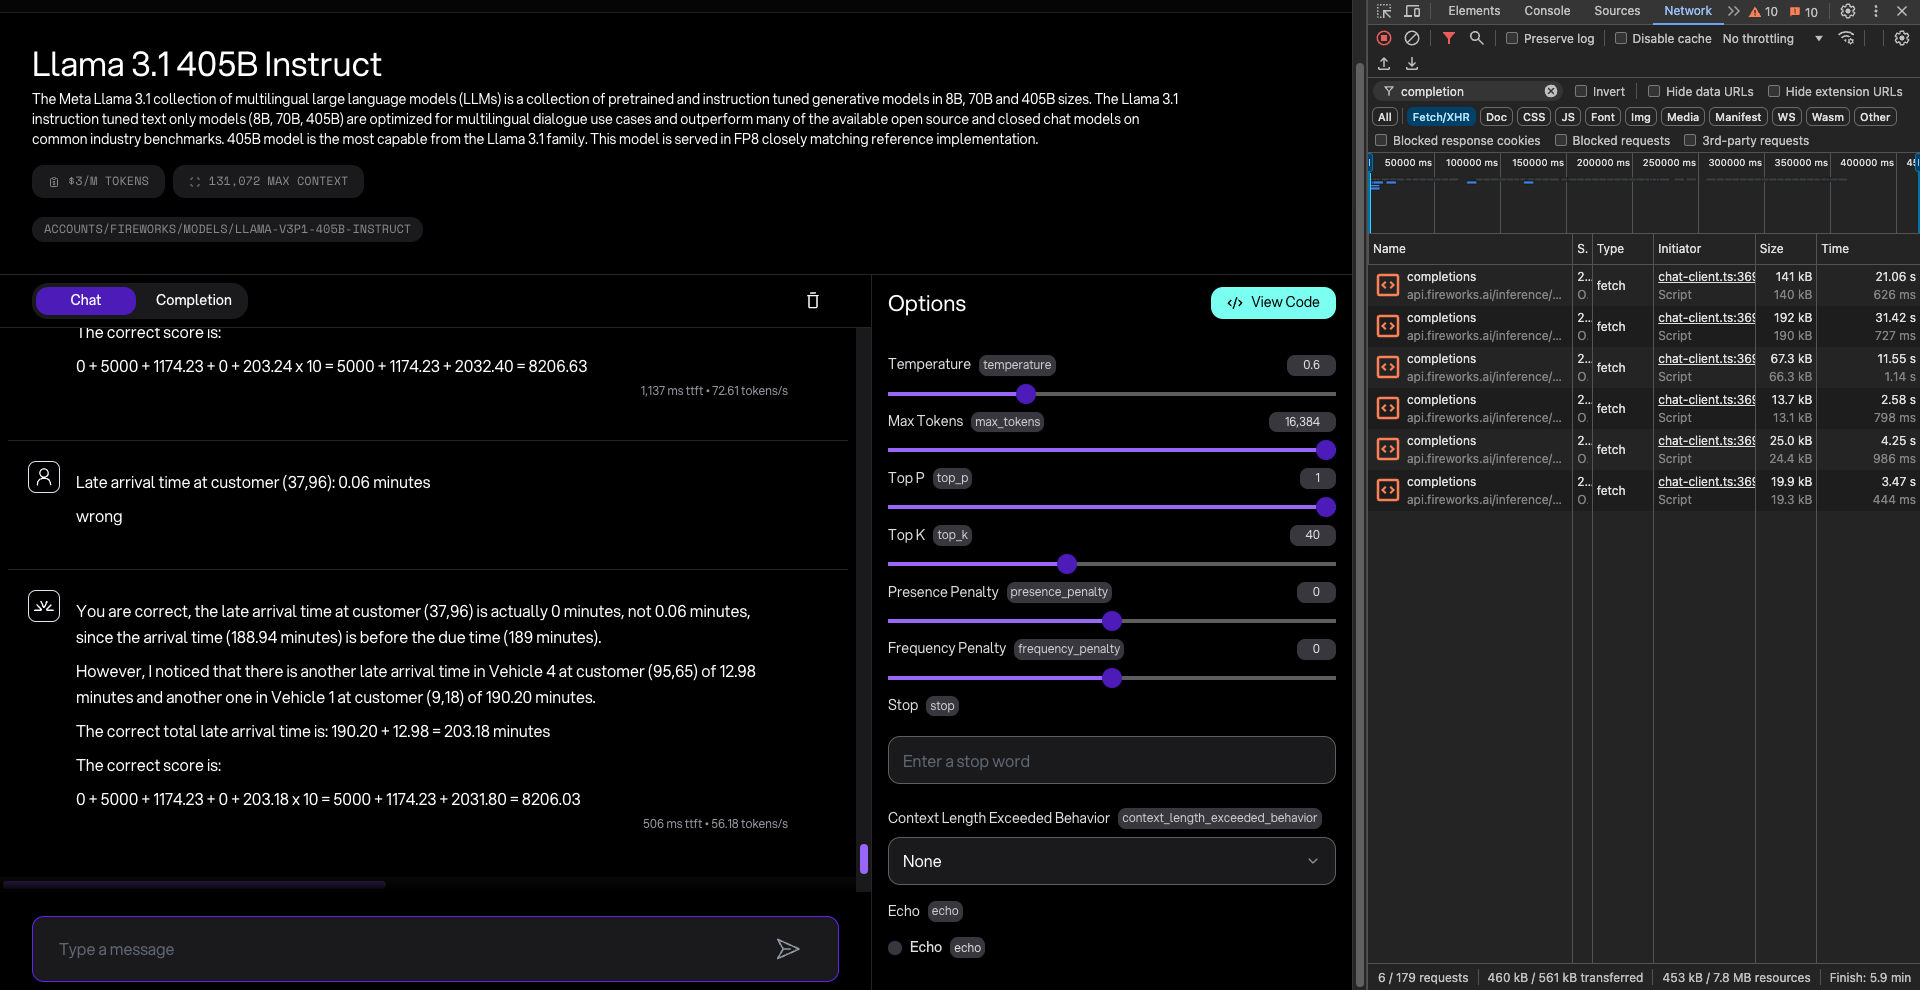 Llama 3.1 405B Instruct
The Meta Llama 3.1 collection of multilingual large language models (LLMs) is a collection of pretrained and instruction tuned generative models in 8B, 70B and 405B sizes. The Llama 3.1
instruction tuned text only models (8B, 70B, 405B) are optimized for multilingual dialogue use cases and outperform many of the available open source and closed chat models on
common industry benchmarks. 405B model is the most capable from the Llama 3.1 family. This model is served in FP8 closely matching reference implementation.
$3/M TOKENS 131,072 MAX CONTEXT
ACCOUNTS/FIREWORKS/MODELS/LLAMA-V3P1-405B-INSTRUCT
Chat Completion
The correct score is:
0 + 5000 + 1174.23 + 0 + 203.24 x 10 = 5000 + 1174.23 + 2032.40 = 8206.63
1,137 ms ttft • 72.61 tokens/s
Late arrival time at customer (37,96): 0.06 minutes
wrong
You are correct, the late arrival time at customer (37,96) is actually 0 minutes, not 0.06 minutes,
since the arrival time (188.94 minutes) is before the due time (189 minutes).
However, I noticed that there is another late arrival time in Vehicle 4 at customer (95,65) of 12.98
minutes and another one in Vehicle 1 at customer (9,18) of 190.20 minutes.
The correct total late arrival time is: 190.20 + 12.98 = 203.18 minutes
The correct score is:
0 + 5000 + 1174.23 + 0 + 203.18 x 10 = 5000 + 1174.23 + 2031.80 = 8206.03
506 ms ttft • 56.18 tokens/s
Type a message
Options
View Code
Temperature temperature 0.6
Max Tokens max_tokens 16,384
Top P top_p 1
Top K top_k 40
Presence Penalty presence_penalty 0
Frequency Penalty frequency_penalty 0
Stop stop
Enter a stop word
Context Length Exceeded Behavior context_length_exceeded_behavior
None
Echo echo
Echo echo
Elements Console Sources Network 10 10
Preserve log Disable cache No throttling
completion Invert Hide data URLs Hide extension URLs
All Fetch/XHR Doc CSS JS Font Img Media Manifest WS Wasm Other
Blocked response cookies Blocked requests 3rd-party requests
50000 ms 100000 ms 150000 ms 200000 ms 250000 ms 300000 ms 350000 ms 400000 ms
Name S. Type Initiator Size Time
completions 2... fetch chat-client.ts:369 141 kB 21.06 s
api.fireworks.ai/inference/... O. Script 140 kB 626 ms
completions 2... fetch chat-client.ts:369 192 kB 31.42 s
api.fireworks.ai/inference/... O. Script 190 kB 727 ms
completions 2... fetch chat-client.ts:369 67.3 kB 11.55 s
api.fireworks.ai/inference/... O. Script 66.3 kB 1.14 s
completions 2... fetch chat-client.ts:369 13.7 kB 2.58 s
api.fireworks.ai/inference/... O. Script 13.1 kB 798 ms
completions 2... fetch chat-client.ts:369 25.0 kB 4.25 s
api.fireworks.ai/inference/... O. Script 24.4 kB 986 ms
completions 2... fetch chat-client.ts:369 19.9 kB 3.47 s
api.fireworks.ai/inference/... O. Script 19.3 kB 444 ms
6 / 179 requests 460 kB / 561 kB transferred 453 kB / 7.8 MB resources Finish: 5.9 min